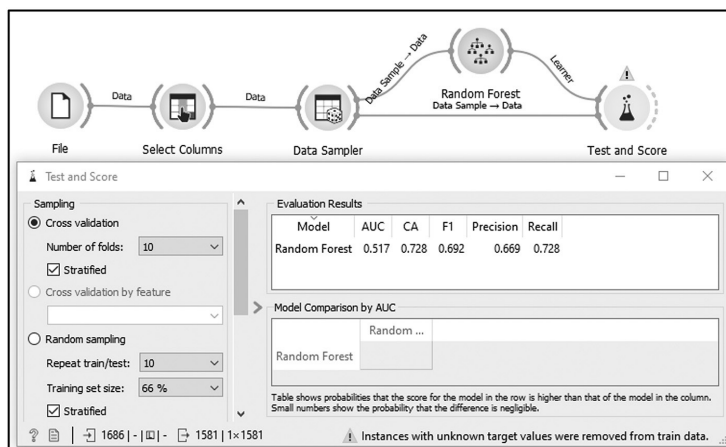 Data
Data
Data Sample → Data
Learner
Random Forest
Data Sample → Data
File
Select Columns
Data Sampler
Test and Score
Test and Score
Sampling
Cross validation
Number of folds: 10
Stratified
Cross validation by feature
Random sampling
Repeat train/test: 10
Training set size: 66 %
Stratified
Evaluation Results
Model AUC CA F1 Precision Recall
Random Forest 0.517 0.728 0.692 0.669 0.728
Model Comparison by AUC
Random ...
Random Forest
Table shows probabilities that the score for the model in the row is higher than that of the model in the column.
Small numbers show the probability that the difference is negligible.
? 1686 | - | - 1581 | 1×1581
Instances with unknown target values were removed from train data.